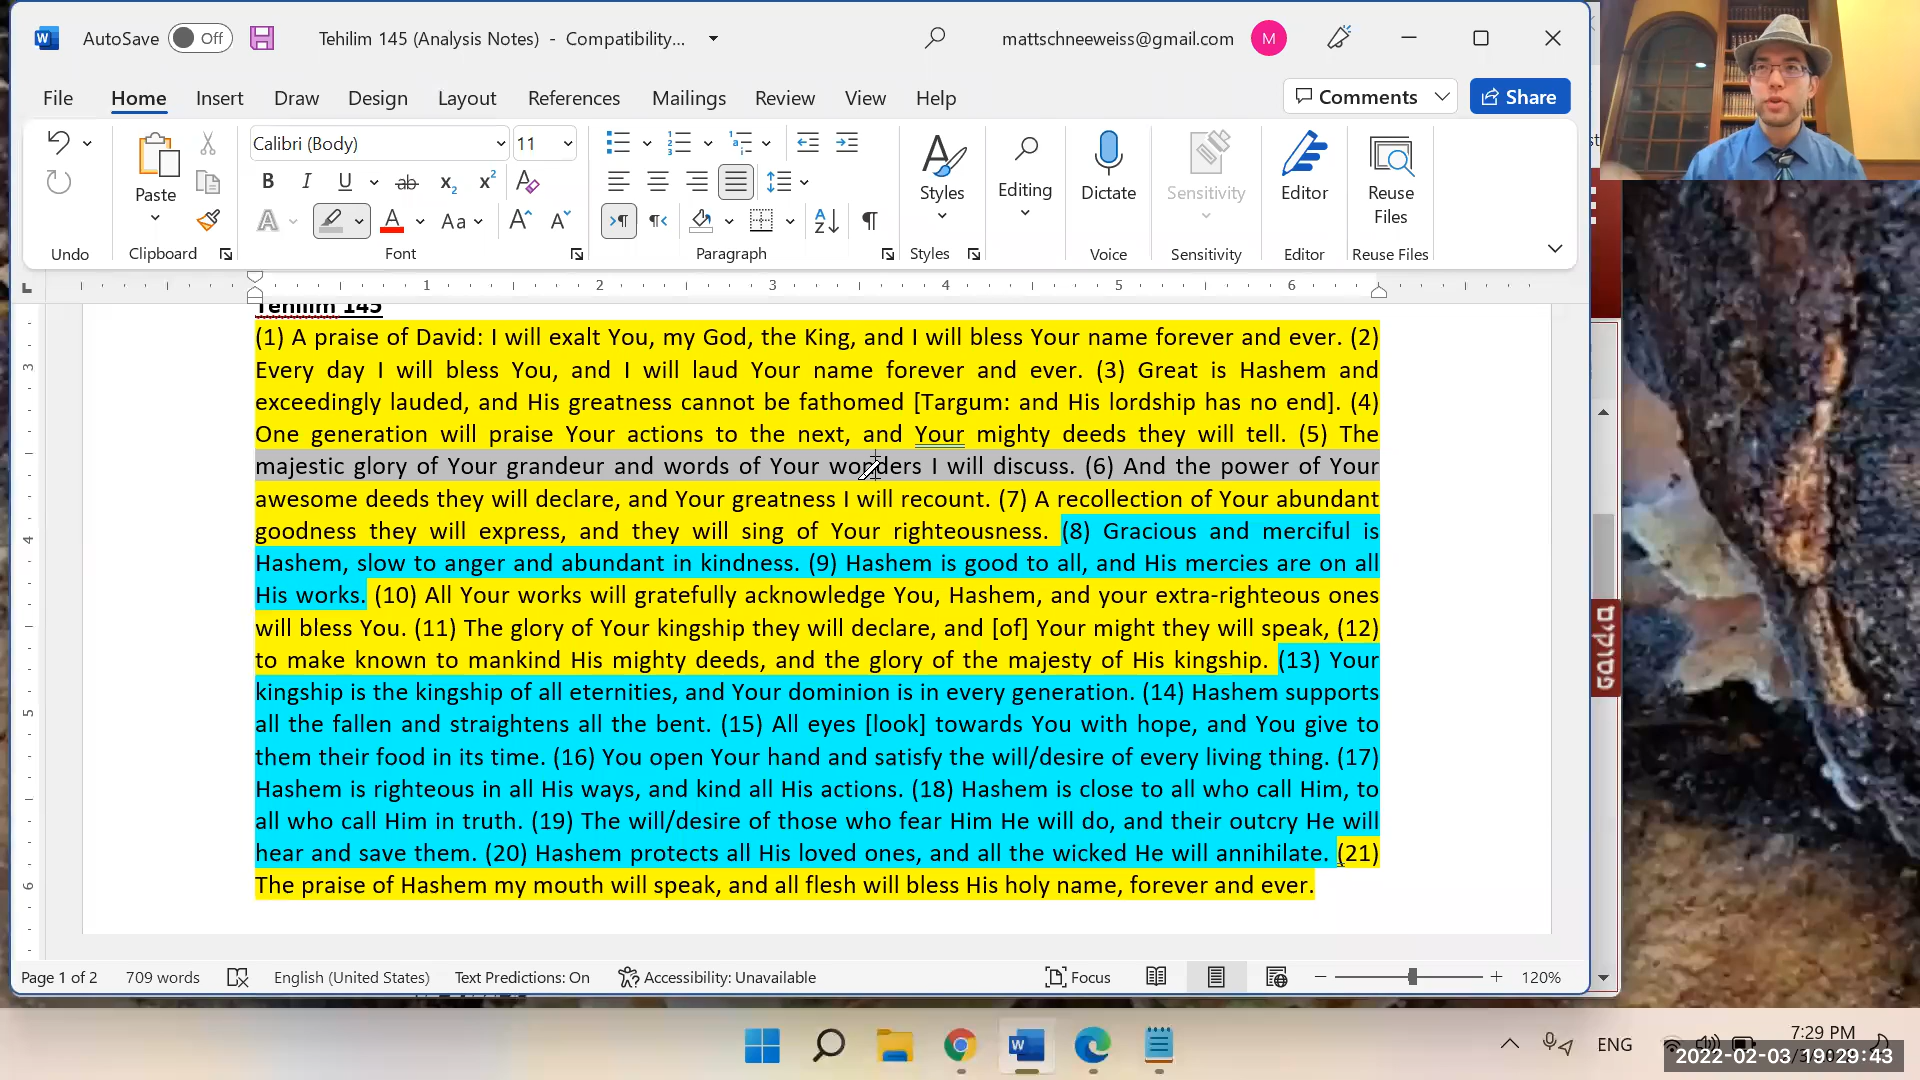 AutoSave Off Tehilim 145 (Analysis Notes) - Compatibility... mattschneeweiss@gmail.com M
File Home Insert Draw Design Layout References Mailings Review View Help Comments Share
Calibri (Body) 11
Paste Styles Editing Dictate Sensitivity Editor Reuse Files
Undo Clipboard Font Paragraph Styles Voice Sensitivity Editor Reuse Files
1 2 3 4 5 6
Tehilim 145
(1) A praise of David: I will exalt You, my God, the King, and I will bless Your name forever and ever. (2)
Every day I will bless You, and I will laud Your name forever and ever. (3) Great is Hashem and
exceedingly lauded, and His greatness cannot be fathomed [Targum: and His lordship has no end]. (4)
One generation will praise Your actions to the next, and Your mighty deeds they will tell. (5) The
majestic glory of Your grandeur and words of Your wonders I will discuss. (6) And the power of Your
awesome deeds they will declare, and Your greatness I will recount. (7) A recollection of Your abundant
goodness they will express, and they will sing of Your righteousness. (8) Gracious and merciful is
Hashem, slow to anger and abundant in kindness. (9) Hashem is good to all, and His mercies are on all
His works. (10) All Your works will gratefully acknowledge You, Hashem, and your extra-righteous ones
will bless You. (11) The glory of Your kingship they will declare, and [of] Your might they will speak, (12)
to make known to mankind His mighty deeds, and the glory of the majesty of His kingship. (13) Your
kingship is the kingship of all eternities, and Your dominion is in every generation. (14) Hashem supports
all the fallen and straightens all the bent. (15) All eyes [look] towards You with hope, and You give to
them their food in its time. (16) You open Your hand and satisfy the will/desire of every living thing. (17)
Hashem is righteous in all His ways, and kind all His actions. (18) Hashem is close to all who call Him, to
all who call Him in truth. (19) The will/desire of those who fear Him He will do, and their outcry He will
hear and save them. (20) Hashem protects all His loved ones, and all the wicked He will annihilate. (21)
The praise of Hashem my mouth will speak, and all flesh will bless His holy name, forever and ever.
3
4
5
6
פסוקים
Page 1 of 2 709 words English (United States) Text Predictions: On Accessibility: Unavailable Focus 120%
ENG 7:29 PM
2022-02-03 19:29:43